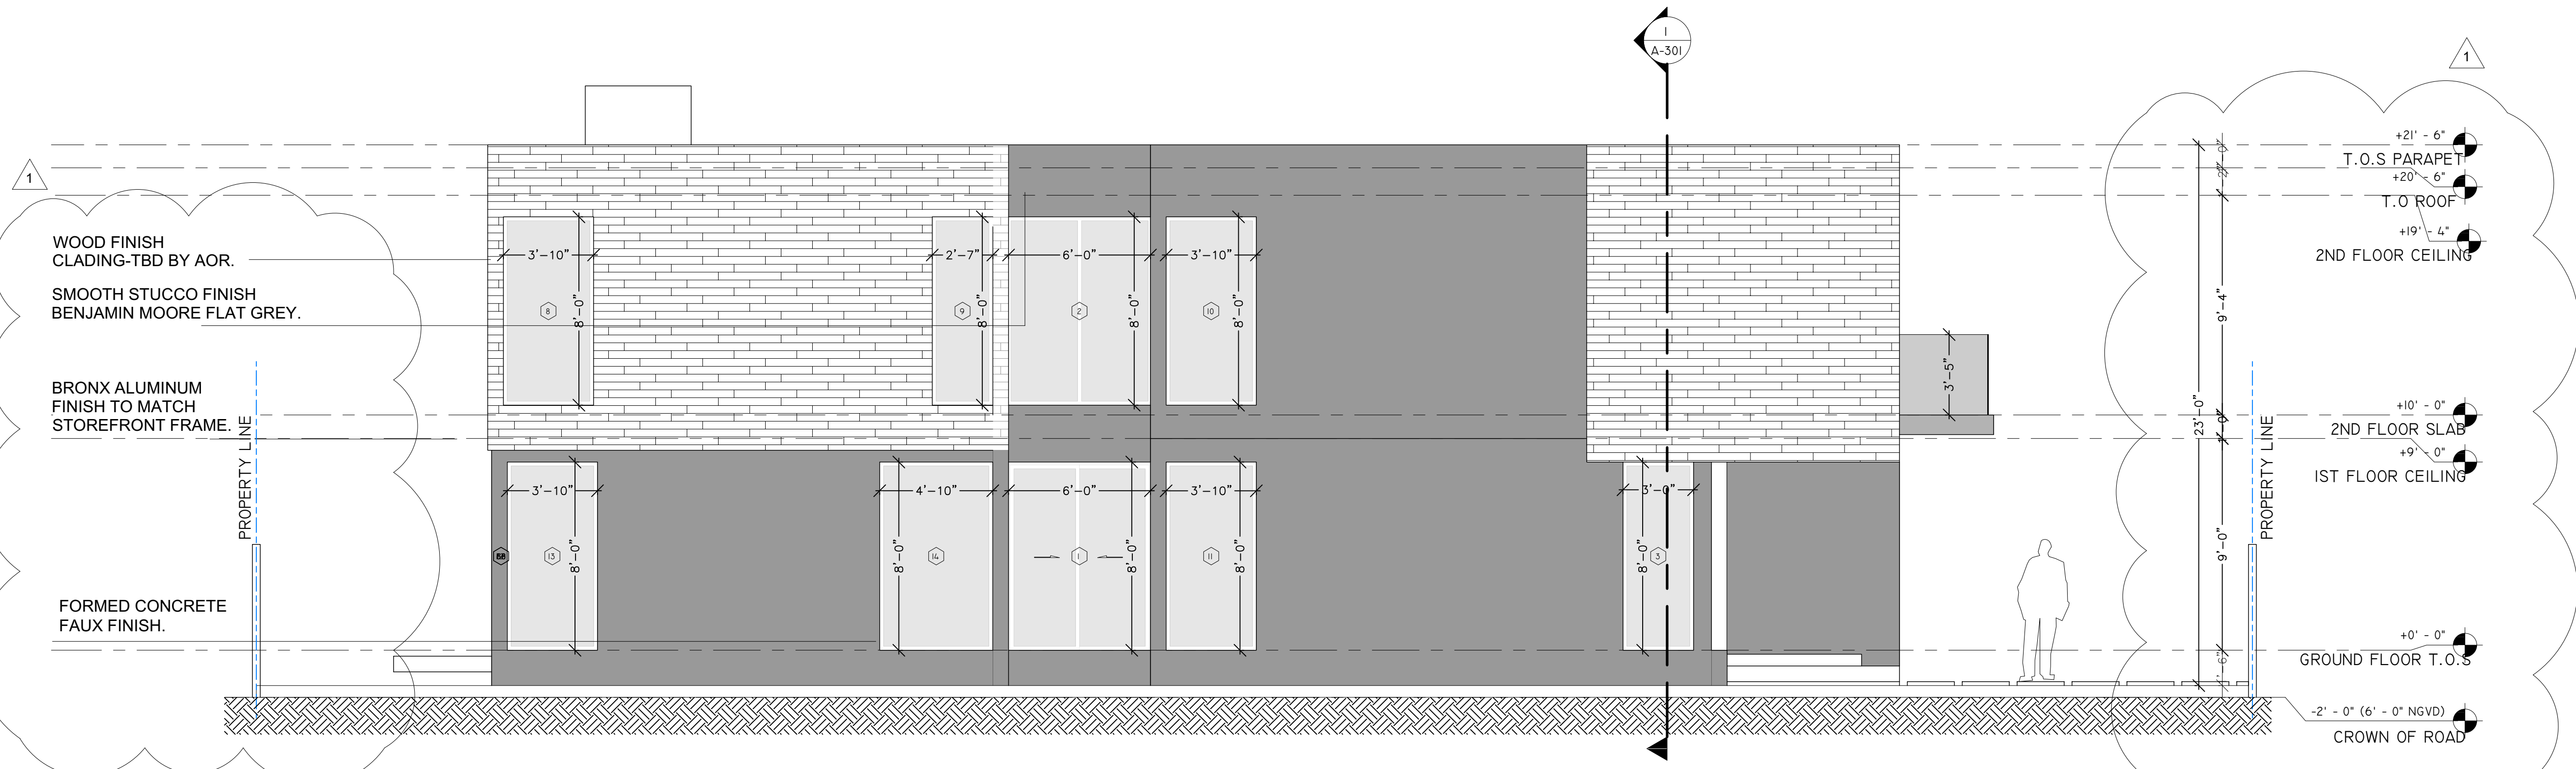 1
A-301
1
1
WOOD FINISH
CLADING-TBD BY AOR.
SMOOTH STUCCO FINISH
BENJAMIN MOORE FLAT GREY.
BRONX ALUMINUM
FINISH TO MATCH
STOREFRONT FRAME.
FORMED CONCRETE
FAUX FINISH.
PROPERTY LINE
3'-10"
8
8'-0"
2'-7"
9
8'-0"
6'-0"
2
8'-0"
3'-10"
10
8'-0"
3'-5"
3'-10"
13
8'-0"
4'-10"
8'-0"
14
6'-0"
1
8'-0"
3'-10"
11
8'-0"
3'-0"
8'-0"
3
23'-0"
9'-4"
9'-0"
PROPERTY LINE
+21' - 6"
T.O.S PARAPET
+20' - 6"
T.O ROOF
+19' - 4"
2ND FLOOR CEILING
+10' - 0"
2ND FLOOR SLAB
+9' - 0"
1ST FLOOR CEILING
+0' - 0"
GROUND FLOOR T.O.S
-2' - 0" (6' - 0" NGVD)
CROWN OF ROAD